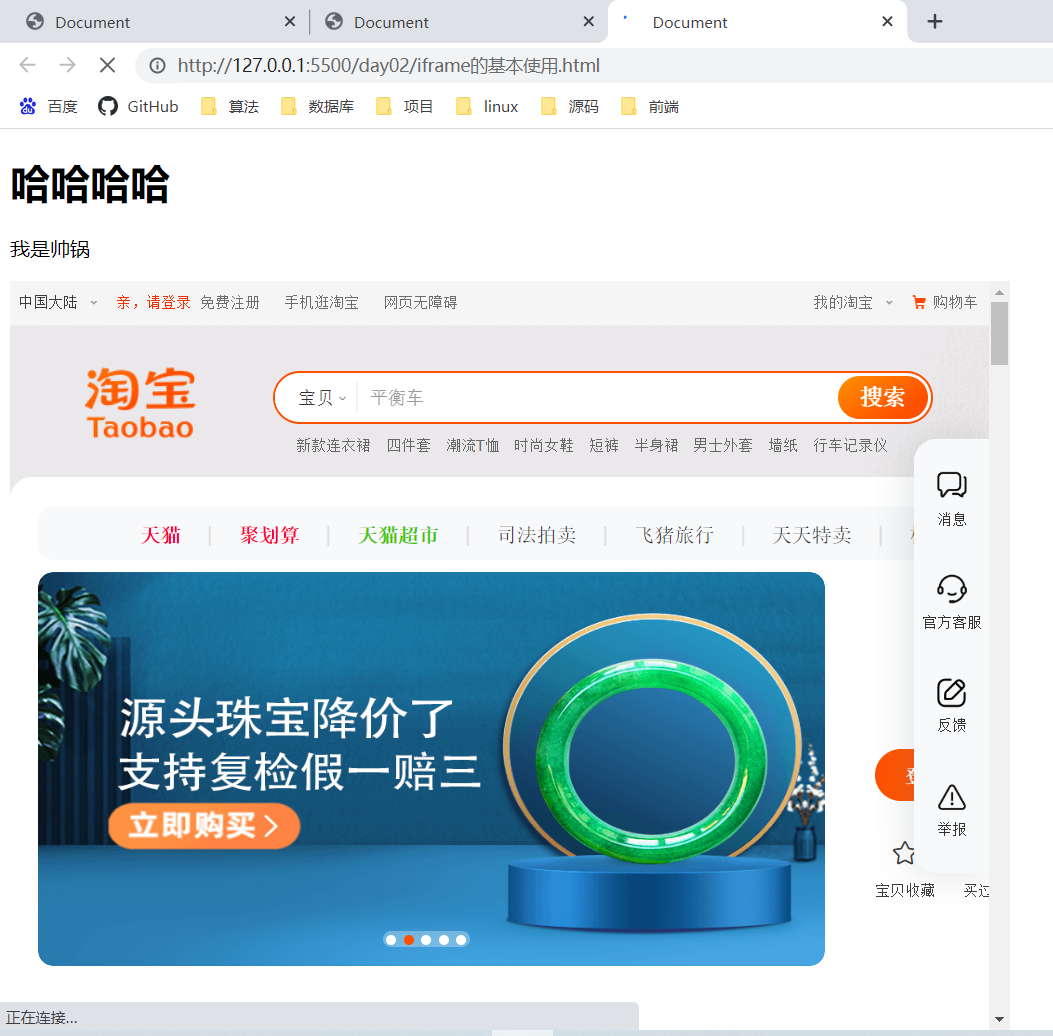 Document Document Document
http://127.0.0.1:5500/day02/iframe的基本使用.html
百度 GitHub 算法 数据库 项目 linux 源码 前端
哈哈哈哈
我是帅锅
中国大陆 亲，请登录 免费注册 手机逛淘宝 网页无障碍 我的淘宝 购物车
淘宝
Taobao
宝贝 平衡车 搜索
新款连衣裙 四件套 潮流T恤 时尚女鞋 短裤 半身裙 男士外套 墙纸 行车记录仪
消息
天猫 聚划算 天猫超市 司法拍卖 飞猪旅行 天天特卖
官方客服
源头珠宝降价了
支持复检假一赔三
立即购买
反馈
举报
宝贝收藏 买过
正在连接...